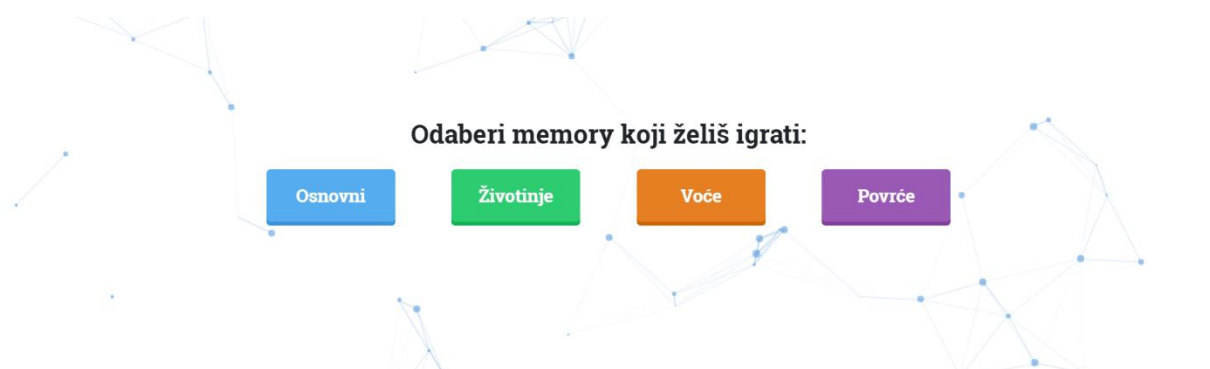 Odaberi memory koji želiš igrati:
Osnovni
Životinje
Voće
Povrće